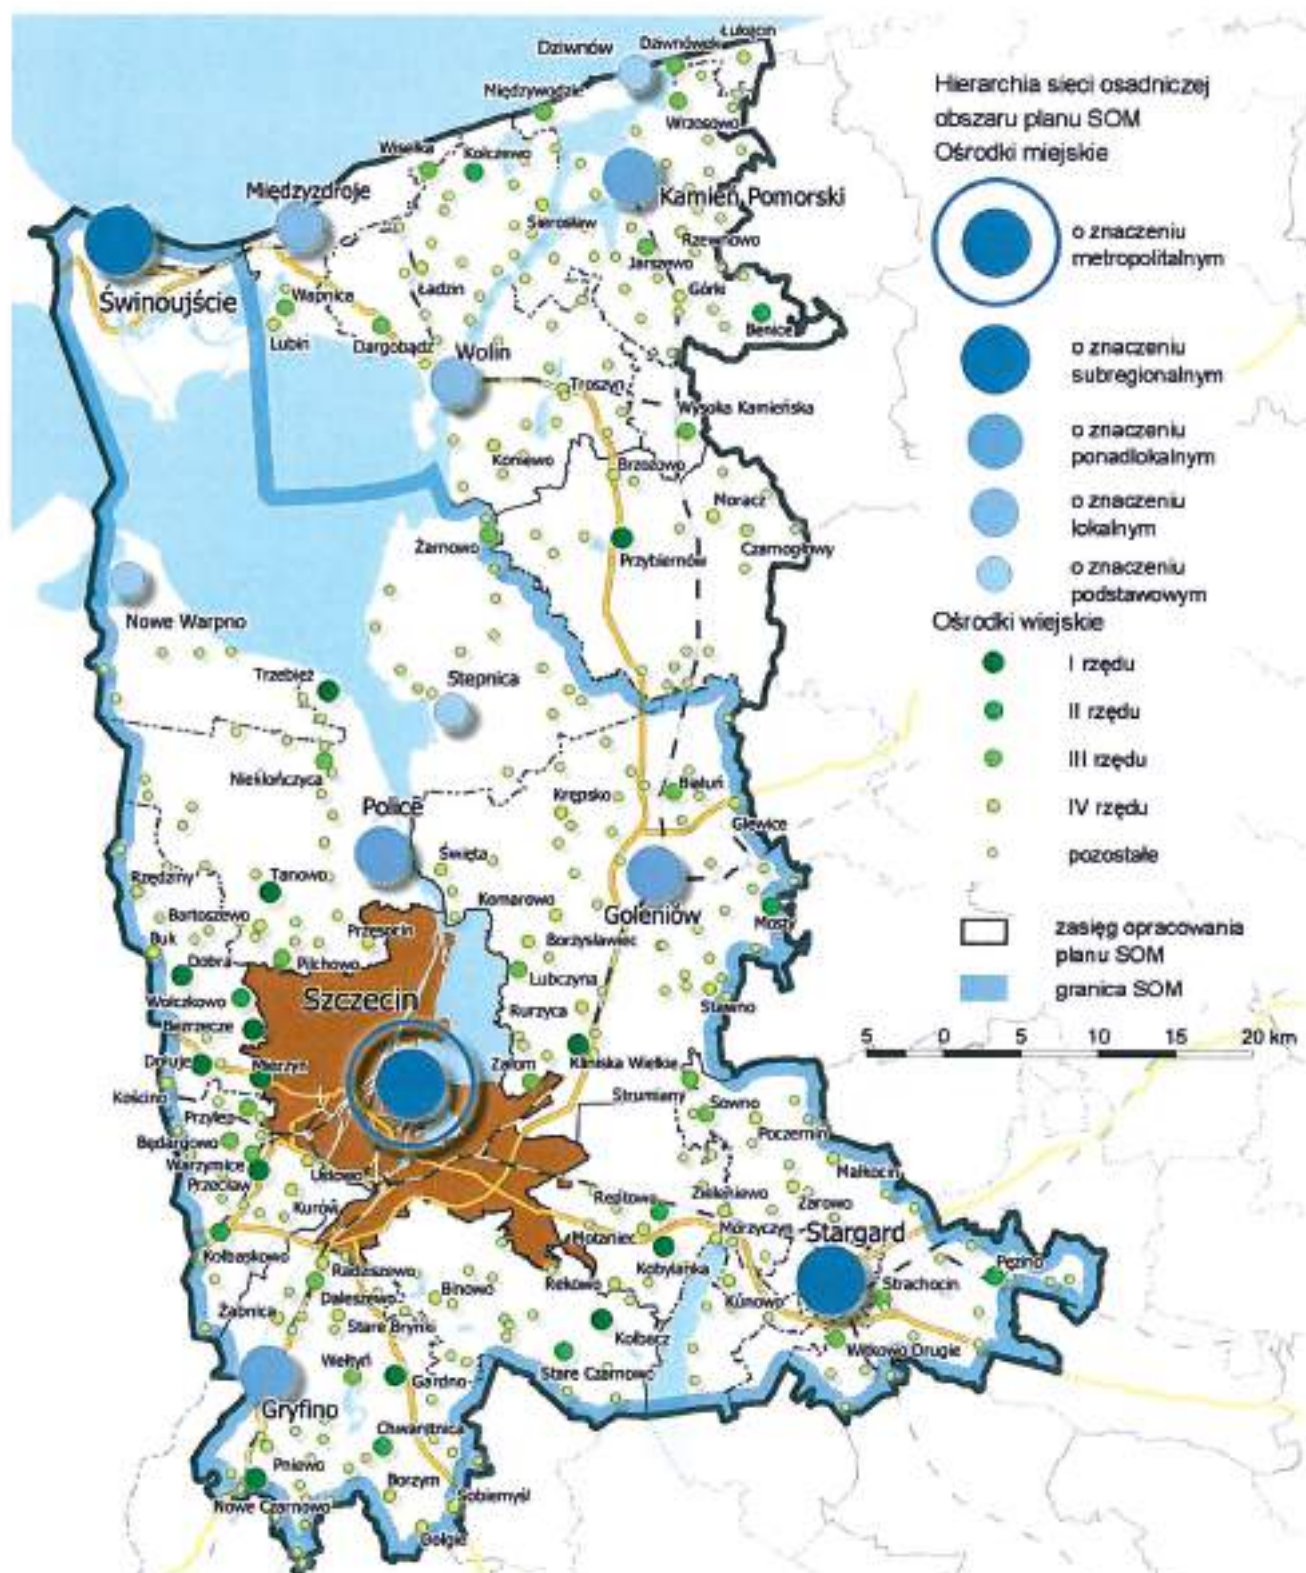 Łukęcin
Dziwnówek
Dziwnów
Międzywodzie
Wrzosowo
Wisełka
Kołczewo
Międzyzdroje
Kamień Pomorski
Sierosław
Rzewnowo
Jarszewo
Świnoujście
Wapnica
Ładzin
Górki
Benice
Lubiń
Dargobądz
Wolin
Troszyn
Wysoka Kamieńska
Koniewo
Brzozowo
Noracz
Żarnowo
Przybiernów
Czarnogłowy
Nowe Warpno
Trzebież
Stepnica
Niekłończyca
Krępsko
Bieluń
Police
Glewice
Święta
Rzędziny
Tanowo
Komarowo
Goleniów
Bartoszewo
Przesocin
Mosty
Buk
Borzysławiec
Dobra
Pilchowo
Lubczyna
Wołczkowo
Szczecin
Rurzyca
Stawno
Bezrzecze
Dołuje
Mierzyn
Załom
Kliniska Wielkie
Kościno
Strumiany
Sowno
Przylep
Poczernin
Będargowo
Warzymice
Ustowo
Małkocin
Przecław
Reptowo
Zieleniewo
Żarowo
Kurów
Morzyczyn
Motaniec
Stargard
Kołbaskowo
Radziszewo
Binowo
Rekowo
Kobylanka
Pęzino
Strachocin
Żabnica
Daleszewo
Kunowo
Stare Brynki
Kołbacz
Wełtyń
Witkowo Drugie
Gardno
Stare Czarnowo
Gryfino
Chwarstnica
Pniewo
Borzym
Nowe Czarnowo
Sobiemyśl
Dołgie
Hierarchia sieci osadniczej
obszaru planu SOM
Ośrodki miejskie
o znaczeniu
metropolitalnym
o znaczeniu
subregionalnym
o znaczeniu
ponadlokalnym
o znaczeniu
lokalnym
o znaczeniu
podstawowym
Ośrodki wiejskie
I rzędu
II rzędu
III rzędu
IV rzędu
pozostałe
zasięg opracowania
planu SOM
granica SOM
5 0 5 10 15 20 km